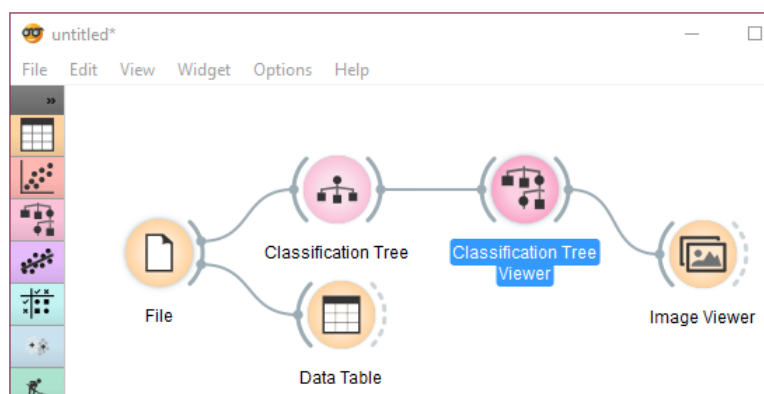 untitled*
File Edit View Widget Options Help
»
Classification Tree
Classification Tree
Viewer
File
Image Viewer
Data Table